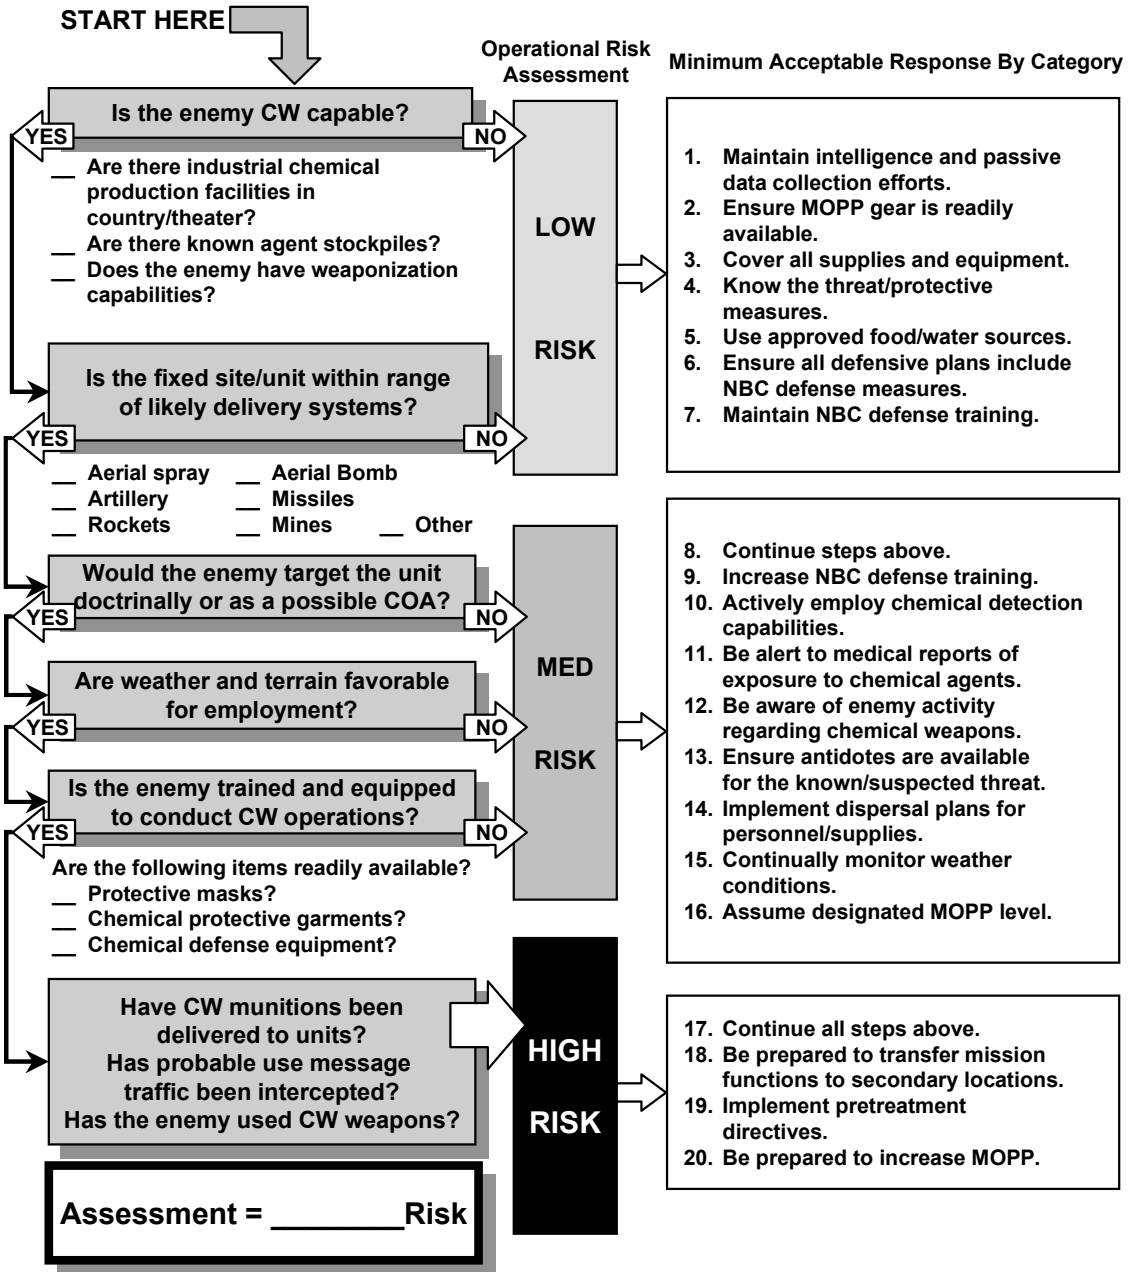 START HERE
Operational Risk
Assessment
Minimum Acceptable Response By Category
Is the enemy CW capable?
YES
NO
__ Are there industrial chemical
production facilities in
country/theater?
__ Are there known agent stockpiles?
__ Does the enemy have weaponization
capabilities?
Is the fixed site/unit within range
of likely delivery systems?
YES
NO
__ Aerial spray __ Aerial Bomb
__ Artillery __ Missiles
__ Rockets __ Mines __ Other
LOW
RISK
1. Maintain intelligence and passive
data collection efforts.
2. Ensure MOPP gear is readily
available.
3. Cover all supplies and equipment.
4. Know the threat/protective
measures.
5. Use approved food/water sources.
6. Ensure all defensive plans include
NBC defense measures.
7. Maintain NBC defense training.
Would the enemy target the unit
doctrinally or as a possible COA?
YES
NO
Are weather and terrain favorable
for employment?
YES
NO
Is the enemy trained and equipped
to conduct CW operations?
YES
NO
Are the following items readily available?
__ Protective masks?
__ Chemical protective garments?
__ Chemical defense equipment?
MED
RISK
8. Continue steps above.
9. Increase NBC defense training.
10. Actively employ chemical detection
capabilities.
11. Be alert to medical reports of
exposure to chemical agents.
12. Be aware of enemy activity
regarding chemical weapons.
13. Ensure antidotes are available
for the known/suspected threat.
14. Implement dispersal plans for
personnel/supplies.
15. Continually monitor weather
conditions.
16. Assume designated MOPP level.
Have CW munitions been
delivered to units?
Has probable use message
traffic been intercepted?
Has the enemy used CW weapons?
HIGH
RISK
17. Continue all steps above.
18. Be prepared to transfer mission
functions to secondary locations.
19. Implement pretreatment
directives.
20. Be prepared to increase MOPP.
Assessment = ________Risk